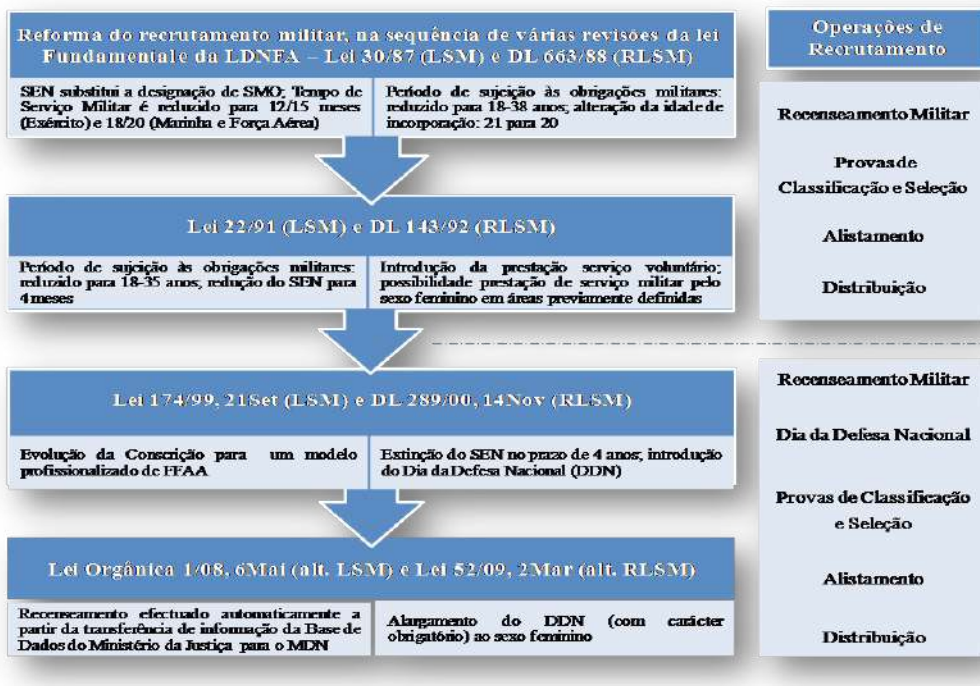 Reforma do recrutamento militar, na sequência de várias revisões da lei
Fundamentale da LDNFA – Lei 30/87 (LSM) e DL 663/88 (RLSM)
SEN substitui a designação de SMO; Tempo de
Serviço Militar é reduzido para 12/15 meses
(Exército) e 18/20 (Marinha e Força Aérea)
Período de sujeição às obrigações militares:
reduzido para 18-38 anos; alteração da idade de
incorporação: 21 para 20
Lei 22/91 (LSM) e DL 143/92 (RLSM)
Período de sujeição às obrigações militares:
reduzido para 18-35 anos; redução do SEN para
4 meses
Introdução da prestação serviço voluntário;
possibilidade prestação de serviço militar pelo
sexo feminino em áreas previamente definidas
Lei 174/99, 21Set (LSM) e DL 289/00, 14Nov (RLSM)
Evolução da Conscrição para um modelo
profissionalizado de FFAA
Extinção do SEN no prazo de 4 anos; introdução
do Dia da Defesa Nacional (DDN)
Lei Orgânica 1/08, 6Mai (alt. LSM) e Lei 52/09, 2Mar (alt. RLSM)
Recenseamento efectuado automaticamente a
partir da transferência de informação da Base de
Dados do Ministério da Justiça para o MDN
Alargamento do DDN (com carácter
obrigatório) ao sexo feminino
Operações de
Recrutamento
Recenseamento Militar
Provas de
Classificação e Seleção
Alistamento
Distribuição
Recenseamento Militar
Dia da Defesa Nacional
Provas de Classificação
e Seleção
Alistamento
Distribuição